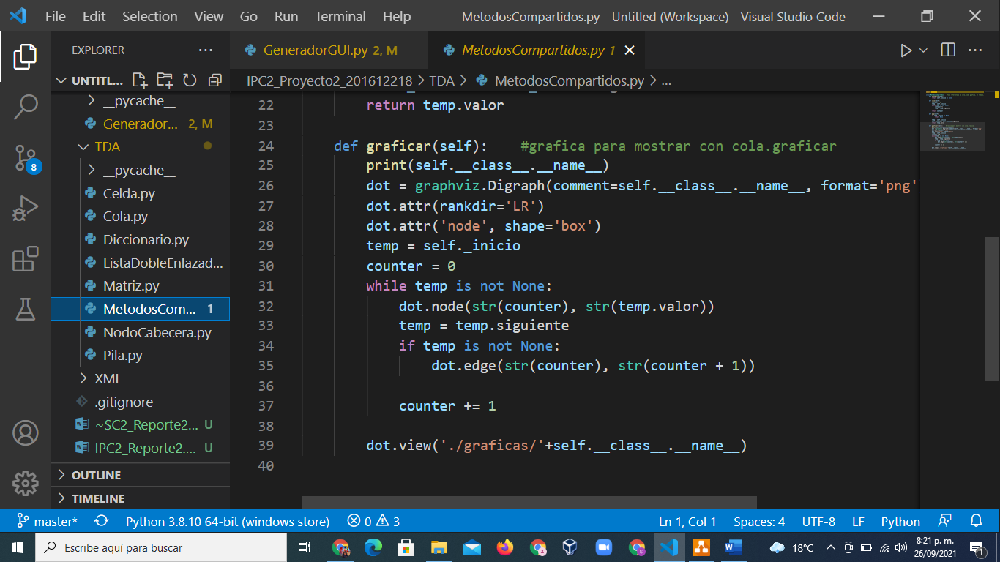 File Edit Selection View Go Run Terminal Help MetodosCompartidos.py - Untitled (Workspace) - Visual Studio Code
EXPLORER
UNTITL...
__pycache__
Generador... 2, M
TDA
__pycache__
Celda.py
Cola.py
Diccionario.py
ListaDobleEnlazad...
Matriz.py
MetodosCom... 1
NodoCabecera.py
Pila.py
XML
.gitignore
~$C2_Reporte2... U
IPC2_Reporte2.... U
OUTLINE
TIMELINE
8
GeneradorGUI.py 2, M MetodosCompartidos.py 1
IPC2_Proyecto2_201612218 > TDA > MetodosCompartidos.py > ...
22 return temp.valor
23
24 def graficar(self): #grafica para mostrar con cola.graficar
25 print(self.__class__.__name__)
26 dot = graphviz.Digraph(comment=self.__class__.__name__, format='png'
27 dot.attr(rankdir='LR')
28 dot.attr('node', shape='box')
29 temp = self._inicio
30 counter = 0
31 while temp is not None:
32 dot.node(str(counter), str(temp.valor))
33 temp = temp.siguiente
34 if temp is not None:
35 dot.edge(str(counter), str(counter + 1))
36
37 counter += 1
38
39 dot.view('./graficas/'+self.__class__.__name__)
40
master* Python 3.8.10 64-bit (windows store) 0 3 Ln 1, Col 1 Spaces: 4 UTF-8 LF Python
Escribe aquí para buscar 18°C 8:21 p. m.
26/09/2021 1